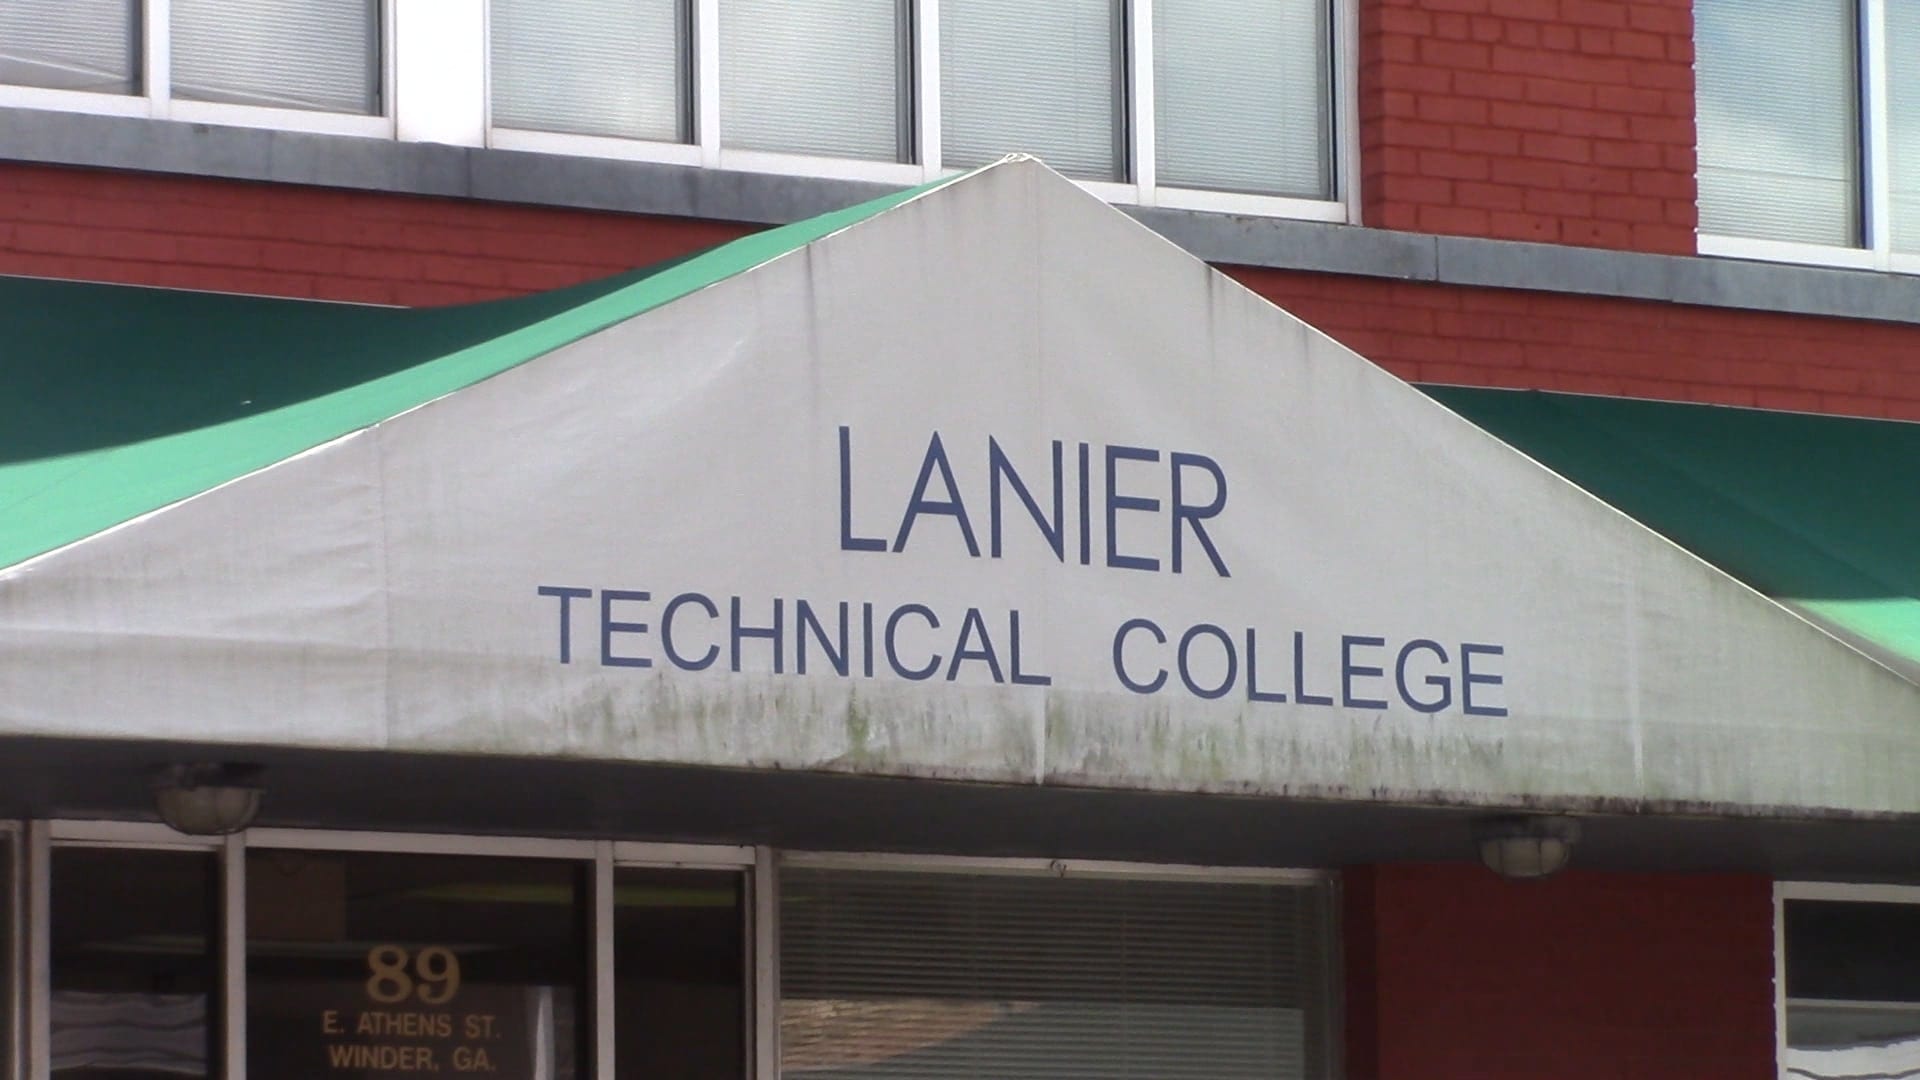 LANIER
TECHNICAL COLLEGE
89
E. ATHENS ST.
WINDER, GA.